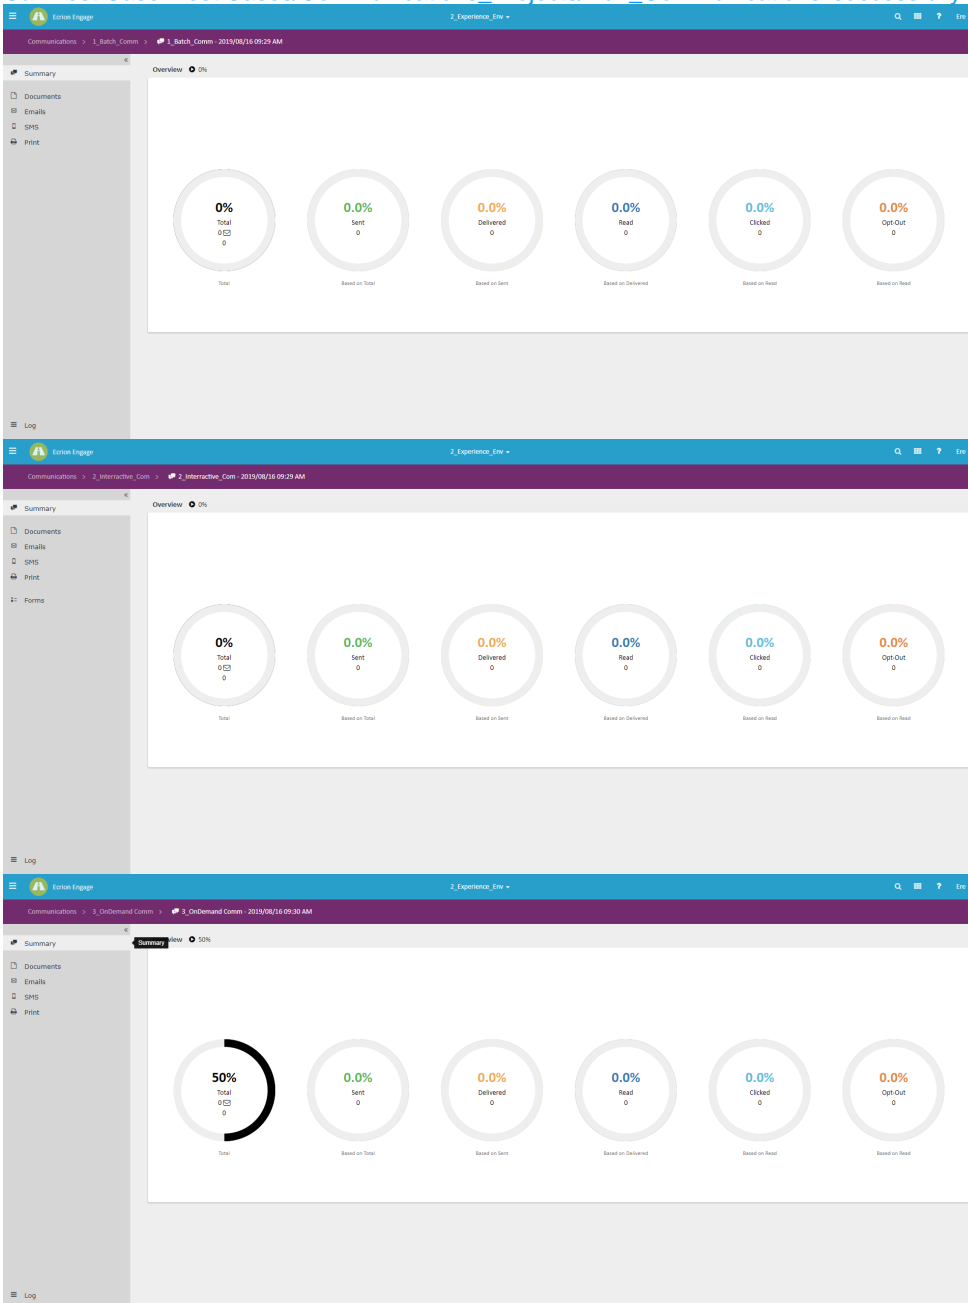 Ecrion Engage 2_Experience_Env ? Ere
Communications > 1_Batch_Comm > 1_Batch_Comm - 2019/08/16 09:29 AM
«
Summary
Overview 0%
Documents
Emails
SMS
Print
0% 0.0% 0.0% 0.0% 0.0% 0.0%
Total Sent Delivered Read Clicked Opt-Out
0 0 0 0 0 0
0
Total Based on Total Based on Sent Based on Delivered Based on Read Based on Read
Log
Ecrion Engage 2_Experience_Env ? Ere
Communications > 2_Interractive_Com > 2_Interractive_Com - 2019/08/16 09:29 AM
«
Summary
Overview 0%
Documents
Emails
SMS
Print
Forms
0% 0.0% 0.0% 0.0% 0.0% 0.0%
Total Sent Delivered Read Clicked Opt-Out
0 0 0 0 0 0
0
Total Based on Total Based on Sent Based on Delivered Based on Read Based on Read
Log
Ecrion Engage 2_Experience_Env ? Ere
Communications > 3_OnDemand Comm > 3_OnDemand Comm - 2019/08/16 09:30 AM
«
Summary
Summary view 50%
Documents
Emails
SMS
Print
50% 0.0% 0.0% 0.0% 0.0% 0.0%
Total Sent Delivered Read Clicked Opt-Out
0 0 0 0 0 0
0
Total Based on Total Based on Sent Based on Delivered Based on Read Based on Read
Log